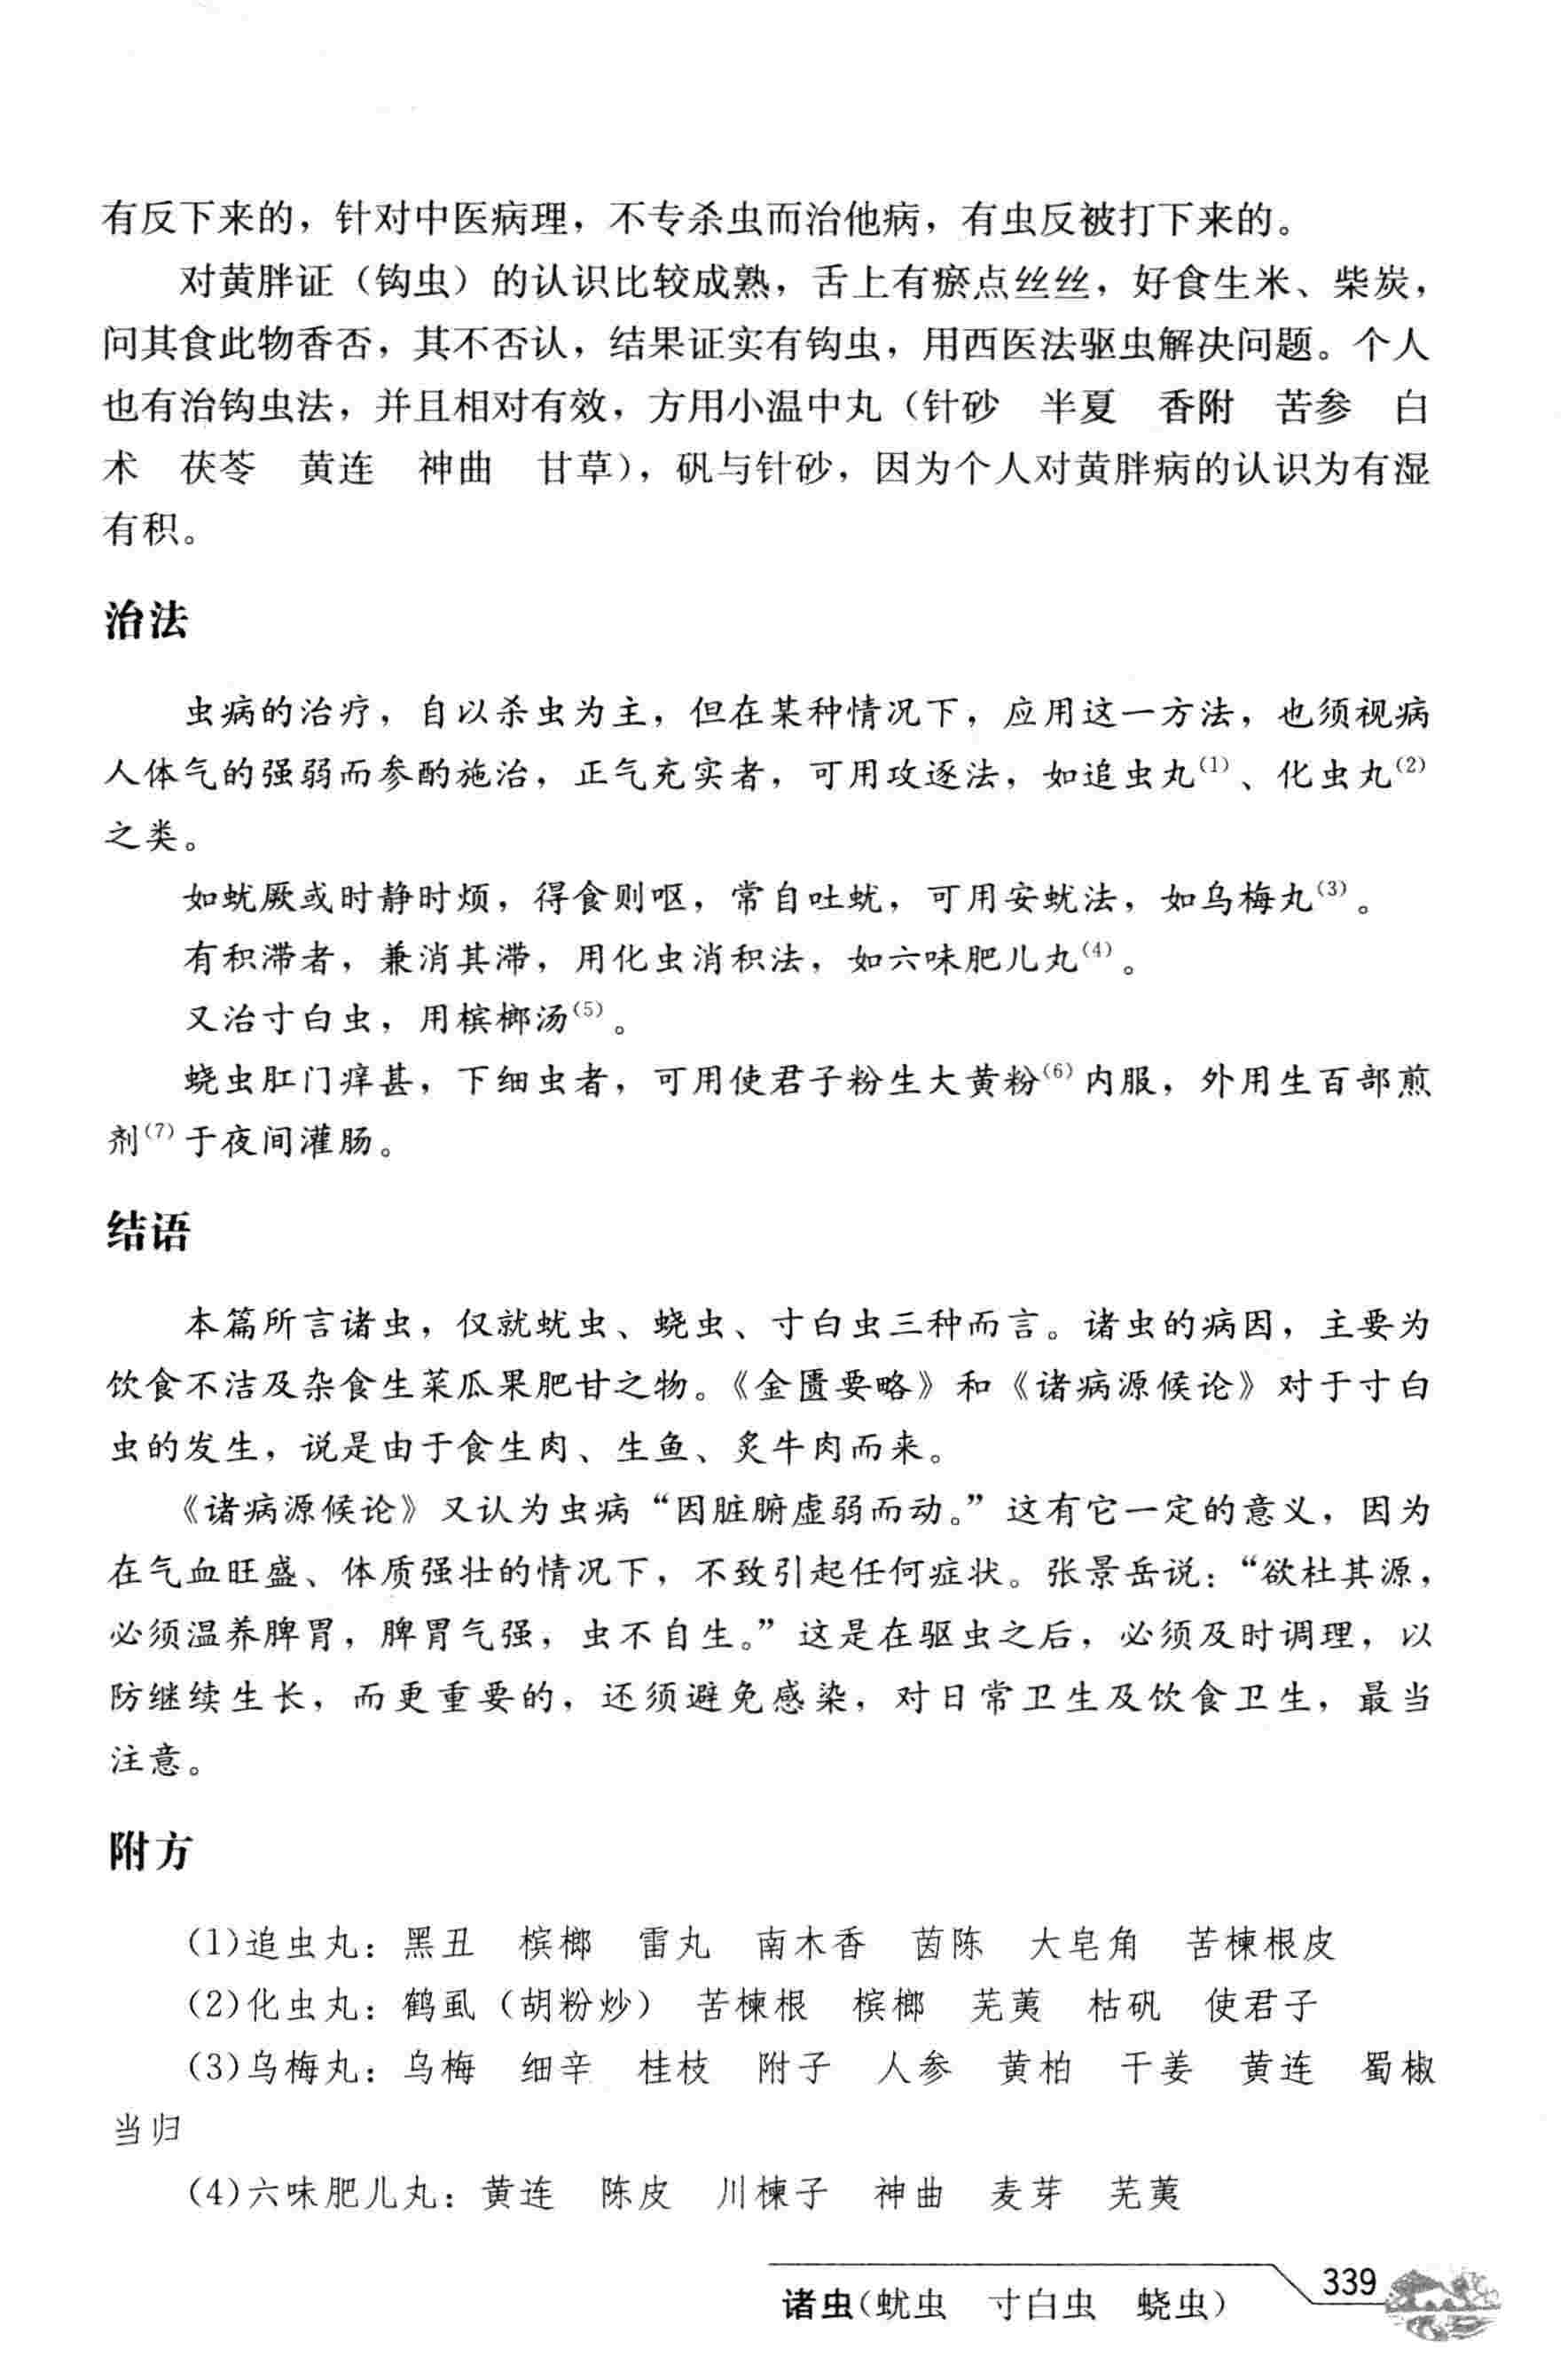 有反下来的，针对中医病理，不专杀虫而治他病，有虫反被打下来的。
对黄胖证（钩虫）的认识比较成熟，舌上有瘀点丝丝，好食生米、柴炭，
问其食此物香否，其不否认，结果证实有钩虫，用西医法驱虫解决问题。个人
也有治钩虫法，并且相对有效，方用小温中丸（针砂　半夏　香附　苦参　白
术　茯苓　黄连　神曲　甘草），矾与针砂，因为个人对黄胖病的认识为有湿
有积。
治法
虫病的治疗，自以杀虫为主，但在某种情况下，应用这一方法，也须视病
人体气的强弱而参酌施治，正气充实者，可用攻逐法，如追虫丸⁽¹⁾、化虫丸⁽²⁾
之类。
如蚘厥或时静时烦，得食则呕，常自吐蚘，可用安蚘法，如乌梅丸⁽³⁾。
有积滞者，兼消其滞，用化虫消积法，如六味肥儿丸⁽⁴⁾。
又治寸白虫，用槟榔汤⁽⁵⁾。
蛲虫肛门痒甚，下细虫者，可用使君子粉生大黄粉⁽⁶⁾内服，外用生百部煎
剂⁽⁷⁾于夜间灌肠。
结语
本篇所言诸虫，仅就蚘虫、蛲虫、寸白虫三种而言。诸虫的病因，主要为
饮食不洁及杂食生菜瓜果肥甘之物。《金匮要略》和《诸病源候论》对于寸白
虫的发生，说是由于食生肉、生鱼、炙牛肉而来。
《诸病源候论》又认为虫病“因脏腑虚弱而动。”这有它一定的意义，因为
在气血旺盛、体质强壮的情况下，不致引起任何症状。张景岳说：“欲杜其源，
必须温养脾胃，脾胃气强，虫不自生。”这是在驱虫之后，必须及时调理，以
防继续生长，而更重要的，还须避免感染，对日常卫生及饮食卫生，最当
注意。
附方
(1)追虫丸：黑丑　槟榔　雷丸　南木香　茵陈　大皂角　苦楝根皮
(2)化虫丸：鹤虱（胡粉炒）　苦楝根　槟榔　芜荑　枯矾　使君子
(3)乌梅丸：乌梅　细辛　桂枝　附子　人参　黄柏　干姜　黄连　蜀椒
当归
(4)六味肥儿丸：黄连　陈皮　川楝子　神曲　麦芽　芜荑
339
诸虫（蚘虫　寸白虫　蛲虫）